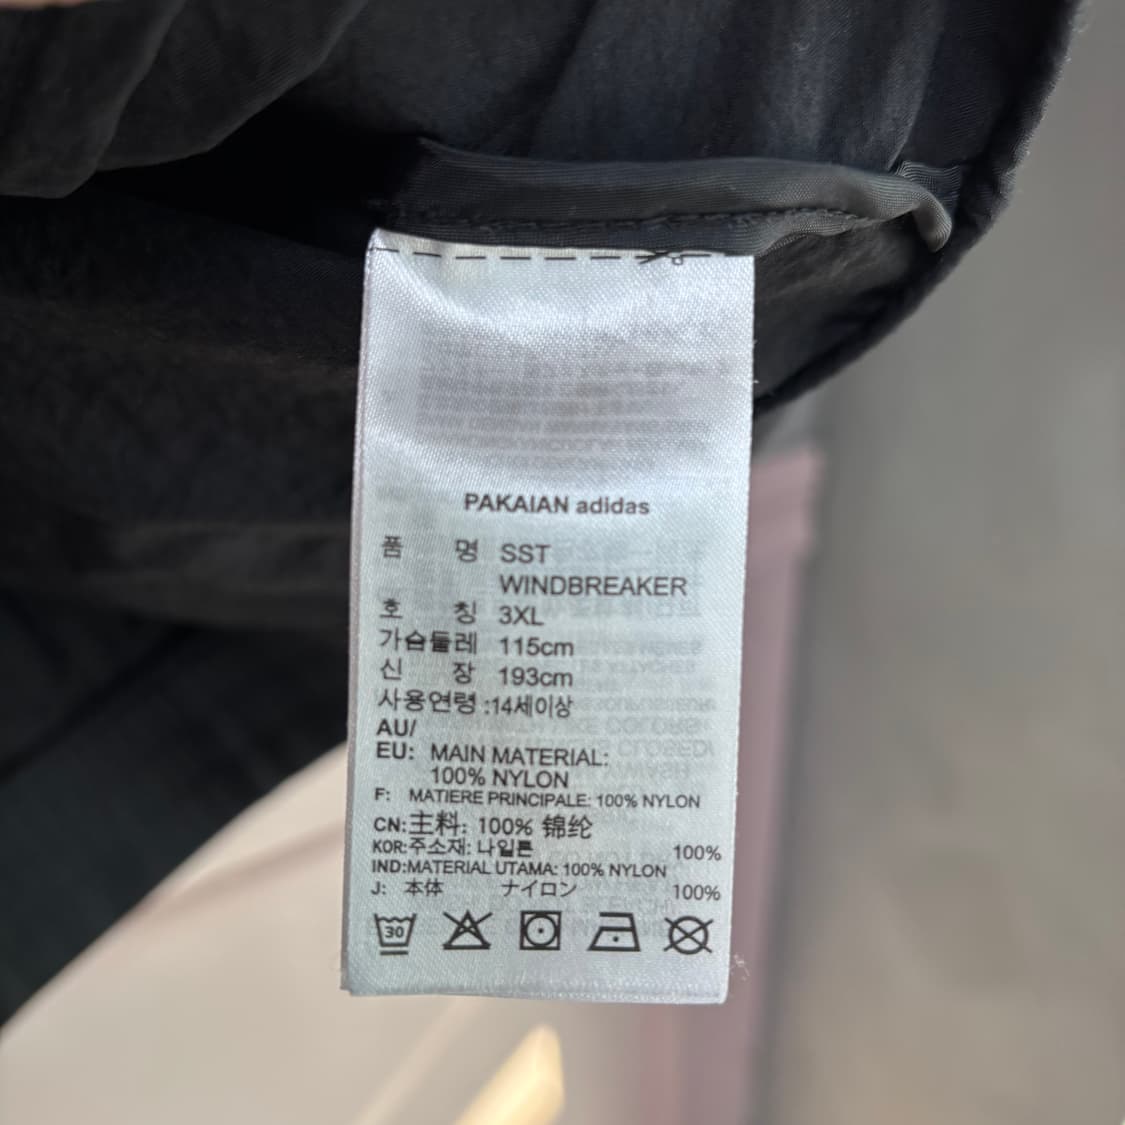 PAKAIAN adidas
품 명 SST
WINDBREAKER
호 칭 3XL
가슴둘레 115cm
신 장 193cm
사용연령 :14세이상
AU/
EU: MAIN MATERIAL:
100% NYLON
F: MATIERE PRINCIPALE: 100% NYLON
CN:主料: 100% 锦纶
KOR:주소재: 나일론 100%
IND:MATERIAL UTAMA: 100% NYLON
J: 本体 ナイロン 100%
30